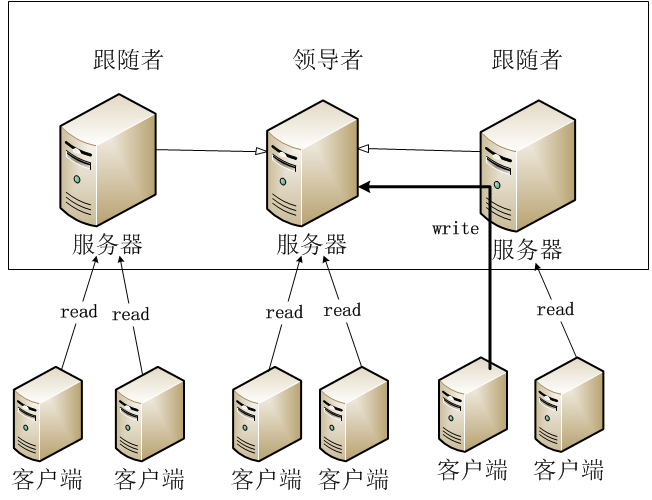 跟随者
领导者
跟随者
服务器
服务器
write
服务器
read
read
read
read
read
客户端
客户端
客户端
客户端
客户端
客户端